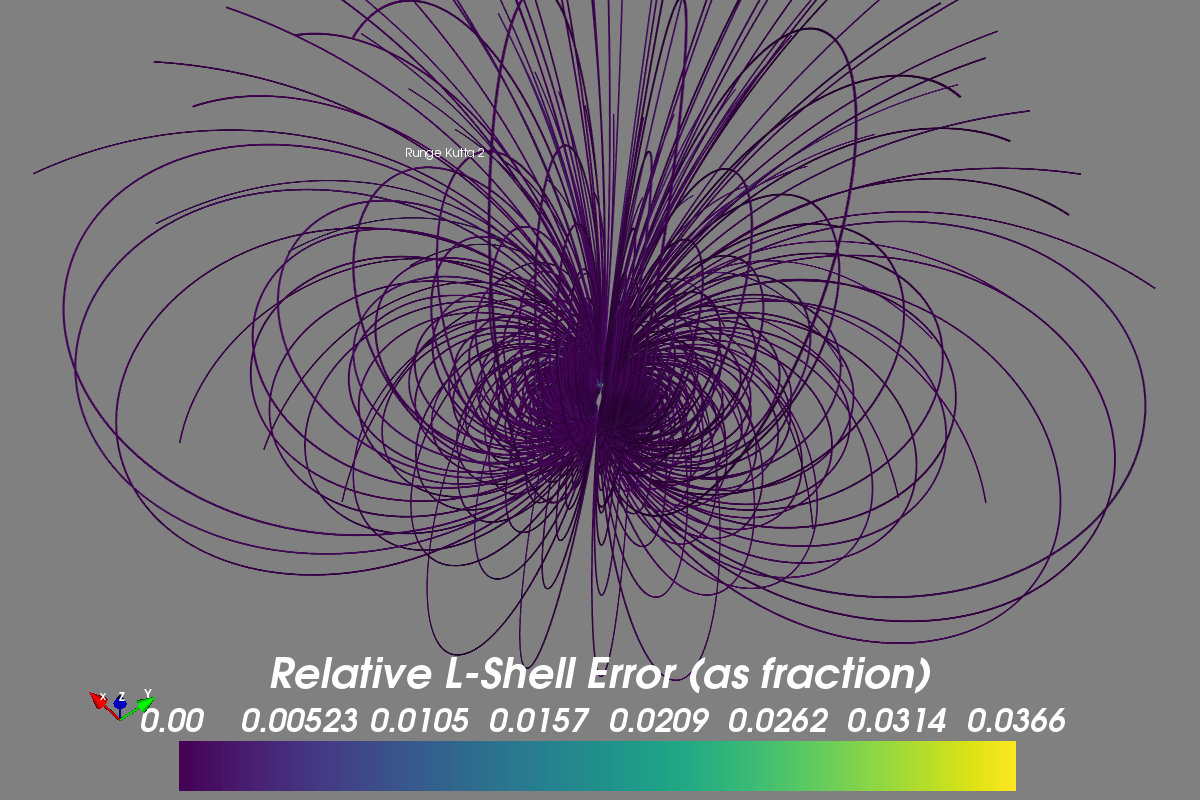 Runge Kutta 2
Relative L-Shell Error (as fraction)
X Z Y
0.00 0.00523 0.0105 0.0157 0.0209 0.0262 0.0314 0.0366